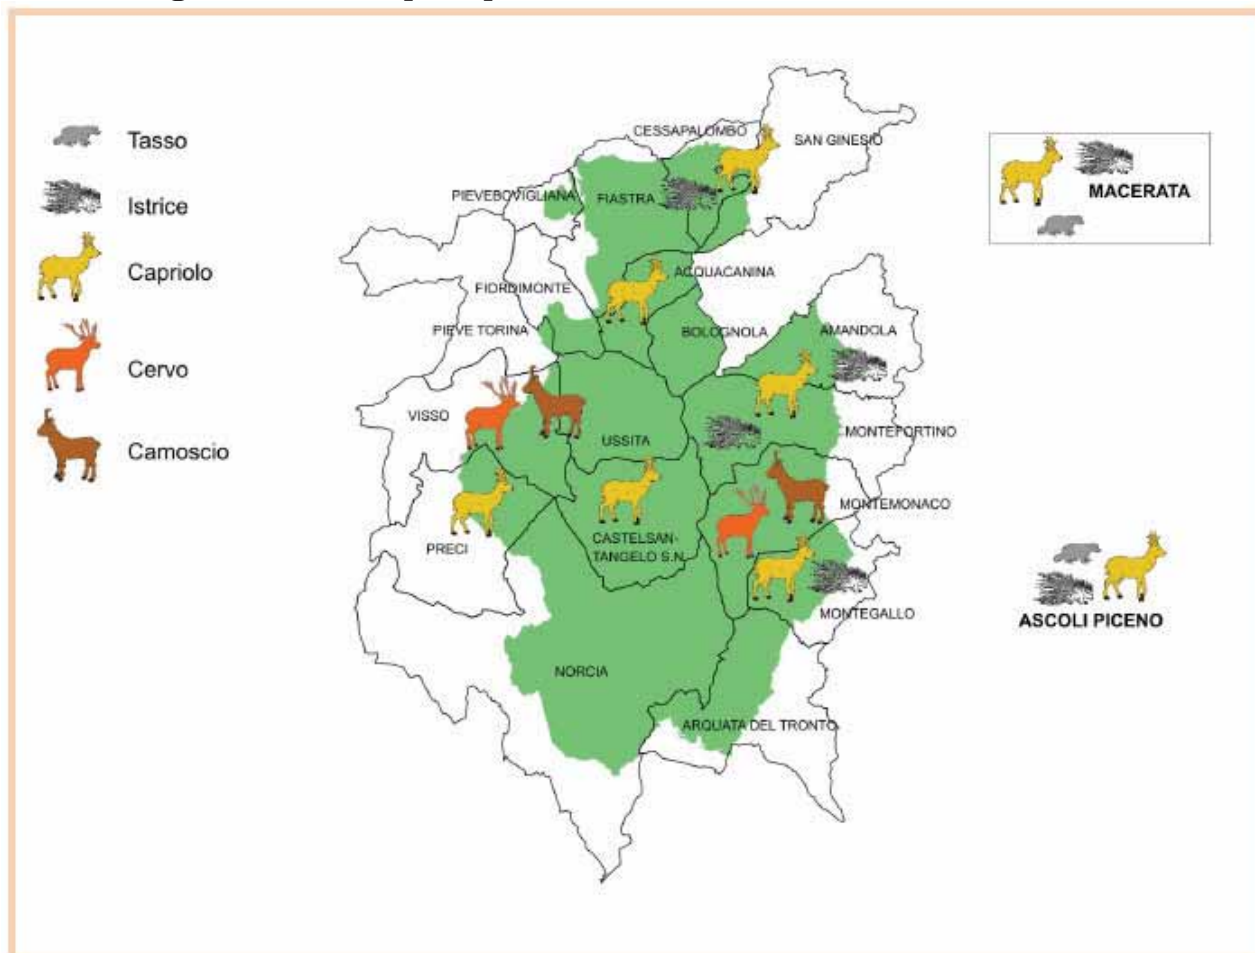 Tasso
Istrice
Capriolo
Cervo
Camoscio
CESSAPALOMBO
SAN GINESIO
PIEVEBOVIGLIANA
FIASTRA
ACQUACANINA
FIORDIMONTE
PIEVE TORINA
BOLOGNOLA
AMANDOLA
VISSO
USSITA
MONTEFORTINO
MONTEMONACO
PRECI
CASTELSAN-
TANGELO S.N.
MONTEGALLO
NORCIA
ARQUATA DEL TRONTO
MACERATA
ASCOLI PICENO